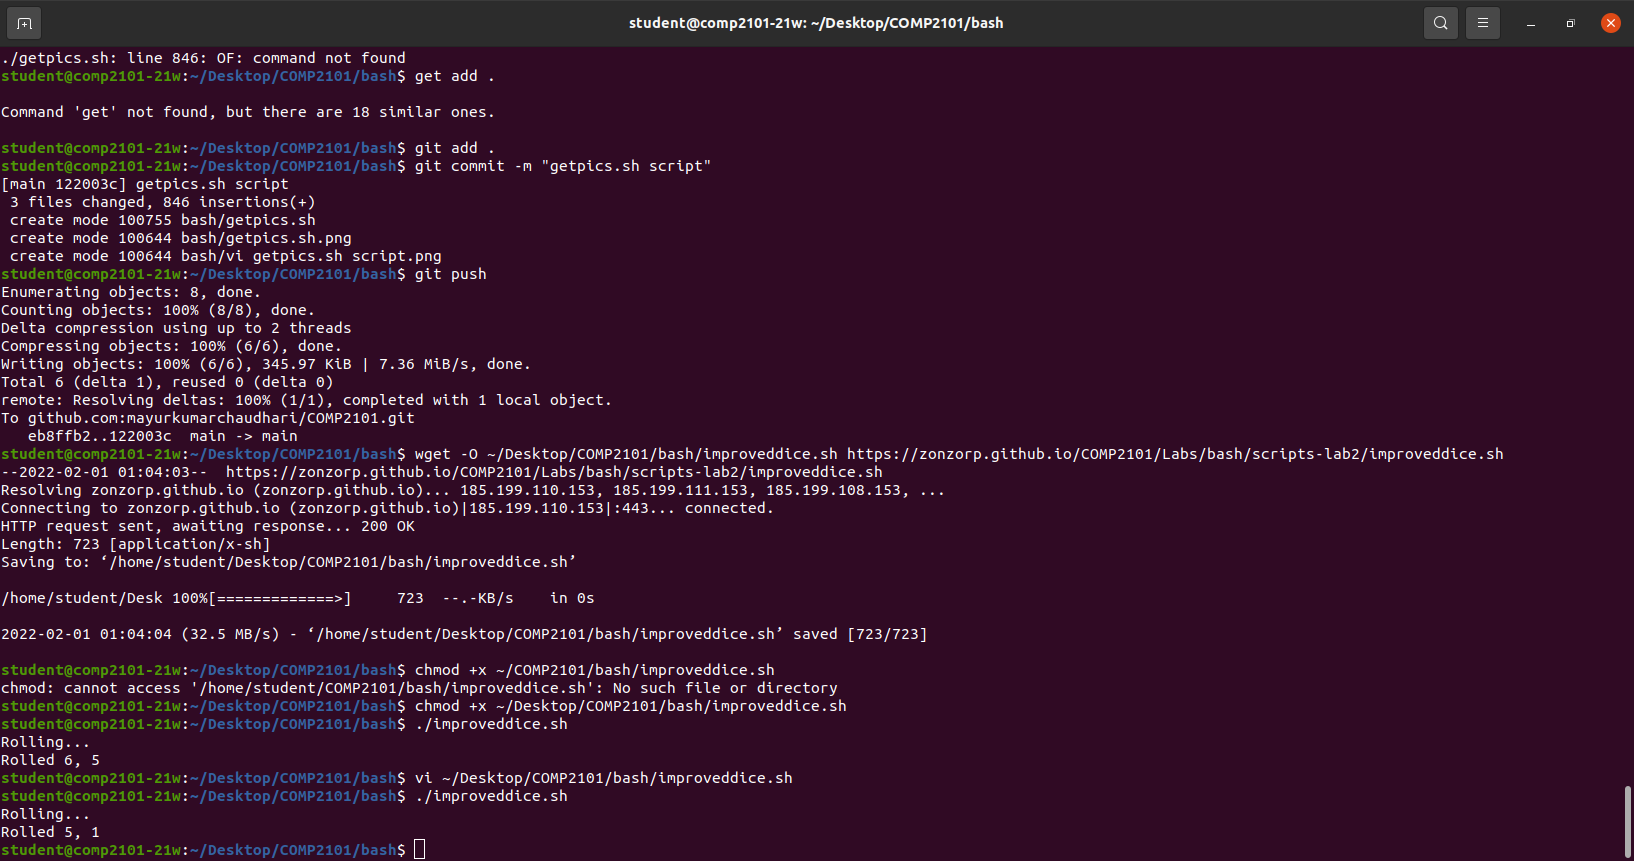 student@comp2101-21w: ~/Desktop/COMP2101/bash
./getpics.sh: line 846: OF: command not found
student@comp2101-21w:~/Desktop/COMP2101/bash$ get add .
Command 'get' not found, but there are 18 similar ones.
student@comp2101-21w:~/Desktop/COMP2101/bash$ git add .
student@comp2101-21w:~/Desktop/COMP2101/bash$ git commit -m "getpics.sh script"
[main 122003c] getpics.sh script
 3 files changed, 846 insertions(+)
 create mode 100755 bash/getpics.sh
 create mode 100644 bash/getpics.sh.png
 create mode 100644 bash/vi getpics.sh script.png
student@comp2101-21w:~/Desktop/COMP2101/bash$ git push
Enumerating objects: 8, done.
Counting objects: 100% (8/8), done.
Delta compression using up to 2 threads
Compressing objects: 100% (6/6), done.
Writing objects: 100% (6/6), 345.97 KiB | 7.36 MiB/s, done.
Total 6 (delta 1), reused 0 (delta 0)
remote: Resolving deltas: 100% (1/1), completed with 1 local object.
To github.com:mayurkumarchaudhari/COMP2101.git
   eb8ffb2..122003c  main -> main
student@comp2101-21w:~/Desktop/COMP2101/bash$ wget -O ~/Desktop/COMP2101/bash/improveddice.sh https://zonzorp.github.io/COMP2101/Labs/bash/scripts-lab2/improveddice.sh
--2022-02-01 01:04:03--  https://zonzorp.github.io/COMP2101/Labs/bash/scripts-lab2/improveddice.sh
Resolving zonzorp.github.io (zonzorp.github.io)... 185.199.110.153, 185.199.111.153, 185.199.108.153, ...
Connecting to zonzorp.github.io (zonzorp.github.io)|185.199.110.153|:443... connected.
HTTP request sent, awaiting response... 200 OK
Length: 723 [application/x-sh]
Saving to: ‘/home/student/Desktop/COMP2101/bash/improveddice.sh’
/home/student/Desk 100%[=============>]     723  --.-KB/s    in 0s
2022-02-01 01:04:04 (32.5 MB/s) - ‘/home/student/Desktop/COMP2101/bash/improveddice.sh’ saved [723/723]
student@comp2101-21w:~/Desktop/COMP2101/bash$ chmod +x ~/COMP2101/bash/improveddice.sh
chmod: cannot access '/home/student/COMP2101/bash/improveddice.sh': No such file or directory
student@comp2101-21w:~/Desktop/COMP2101/bash$ chmod +x ~/Desktop/COMP2101/bash/improveddice.sh
student@comp2101-21w:~/Desktop/COMP2101/bash$ ./improveddice.sh
Rolling...
Rolled 6, 5
student@comp2101-21w:~/Desktop/COMP2101/bash$ vi ~/Desktop/COMP2101/bash/improveddice.sh
student@comp2101-21w:~/Desktop/COMP2101/bash$ ./improveddice.sh
Rolling...
Rolled 5, 1
student@comp2101-21w:~/Desktop/COMP2101/bash$